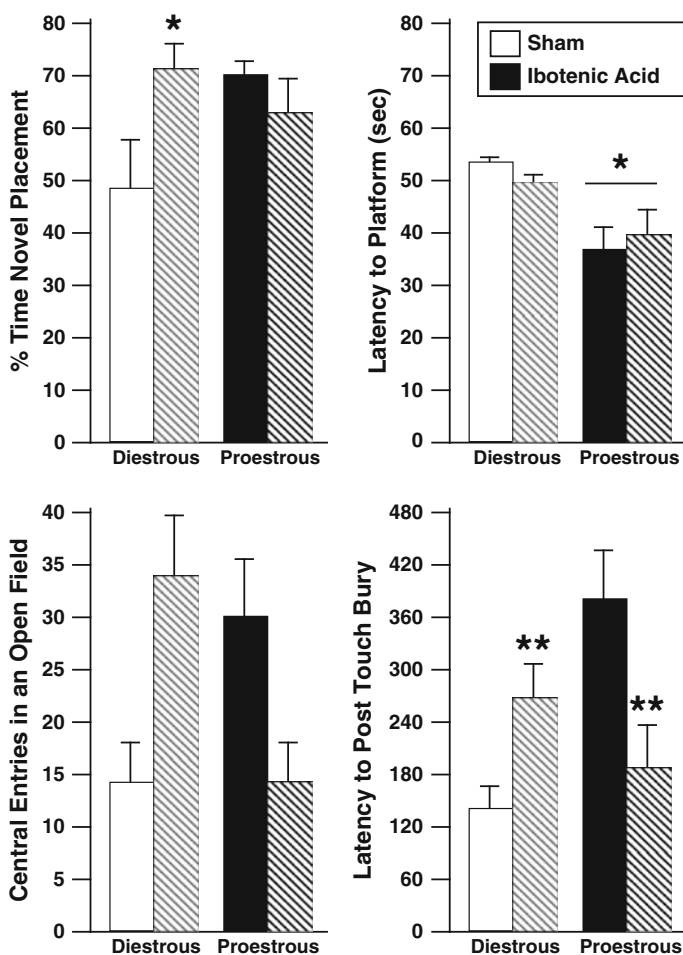 % Time Novel Placement
80
70
60
50
40
30
20
10
0
*
Diestrous
Proestrous
Latency to Platform (sec)
80
70
60
50
40
30
20
10
0
Sham
Ibotenic Acid
*
Diestrous
Proestrous
Central Entries in an Open Field
40
35
30
25
20
15
10
5
0
Diestrous
Proestrous
Latency to Post Touch Bury
480
420
360
300
240
180
120
60
0
**
**
Diestrous
Proestrous